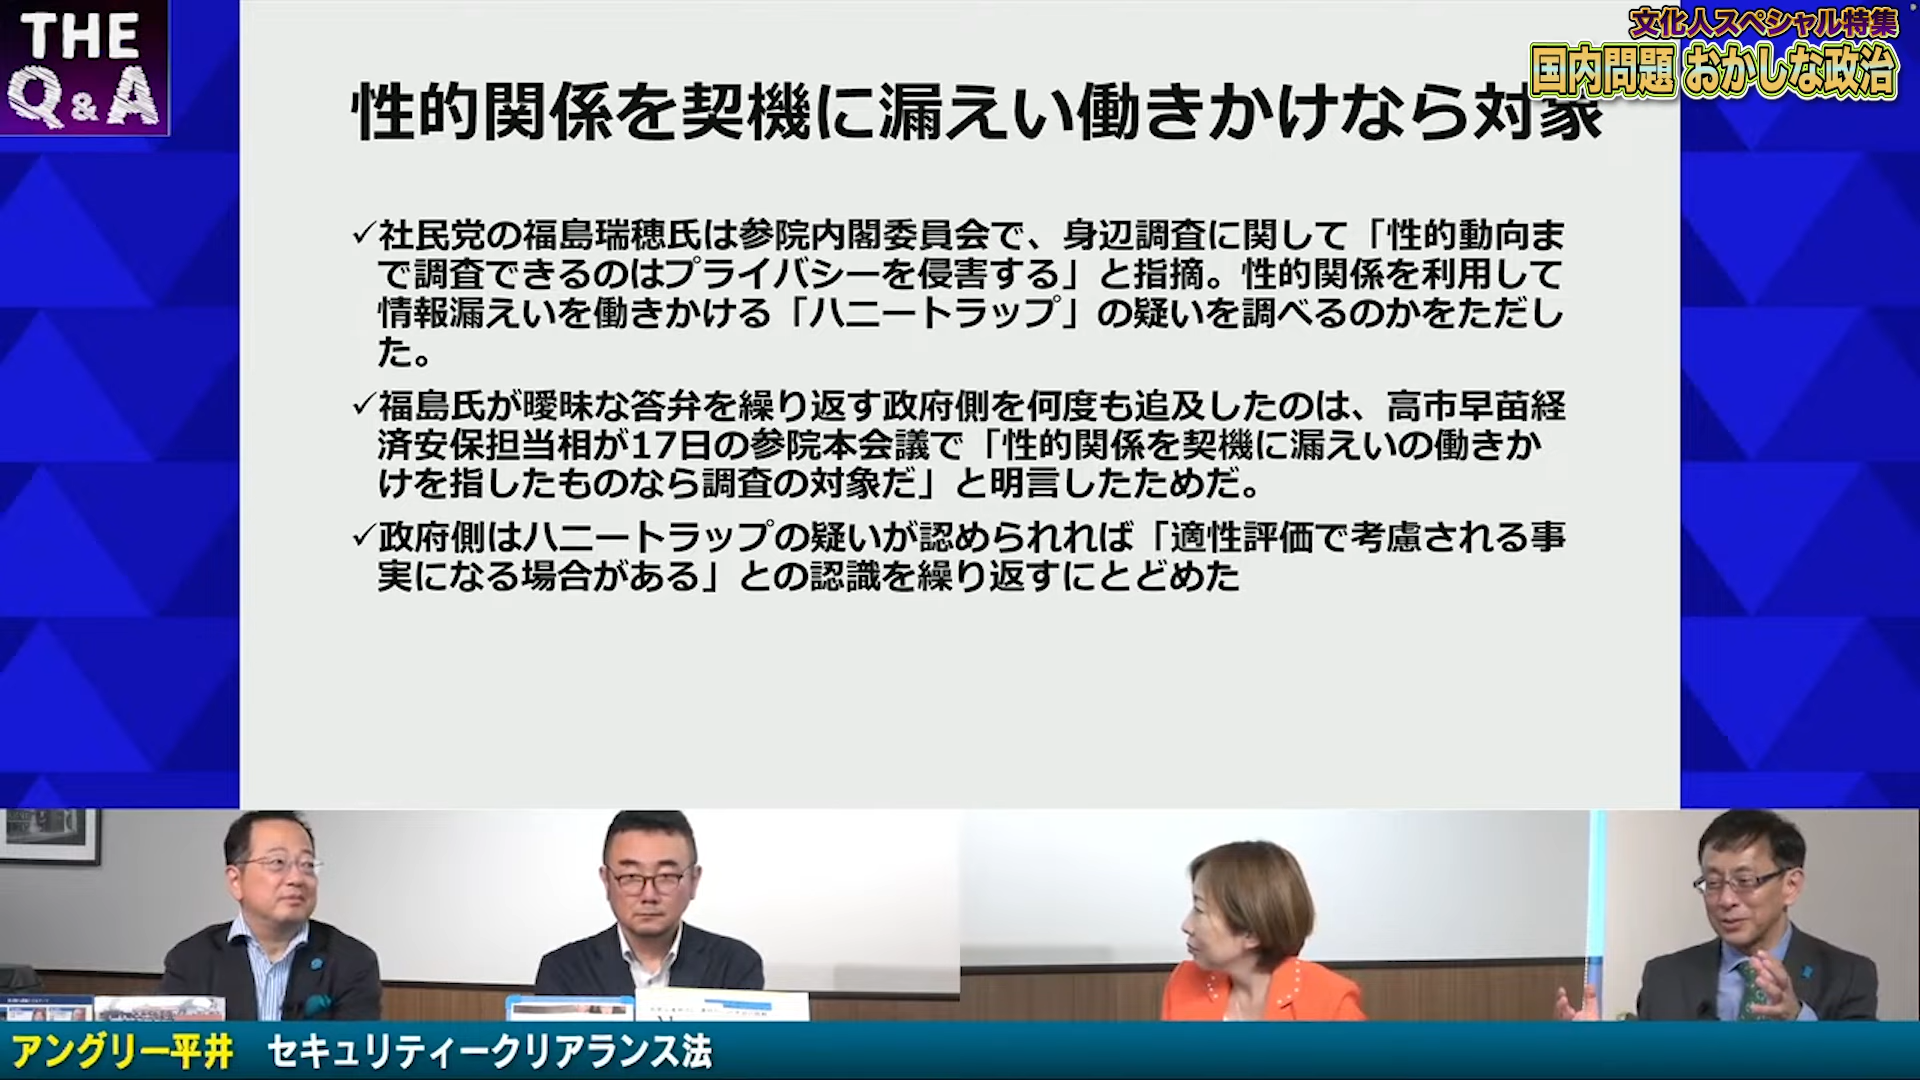 THE
Q&A
文化人スペシャル特集
国内問題 おかしな政治
性的関係を契機に漏えい働きかけなら対象
✓社民党の福島瑞穂氏は参院内閣委員会で、身辺調査に関して「性的動向ま
で調査できるのはプライバシーを侵害する」と指摘。性的関係を利用して
情報漏えいを働きかける「ハニートラップ」の疑いを調べるのかをただし
た。
✓福島氏が曖昧な答弁を繰り返す政府側を何度も追及したのは、高市早苗経
済安保担当相が17日の参院本会議で「性的関係を契機に漏えいの働きか
けを指したものなら調査の対象だ」と明言したためだ。
✓政府側はハニートラップの疑いが認められれば「適性評価で考慮される事
実になる場合がある」との認識を繰り返すにとどめた
アングリー平井 セキュリティークリアランス法